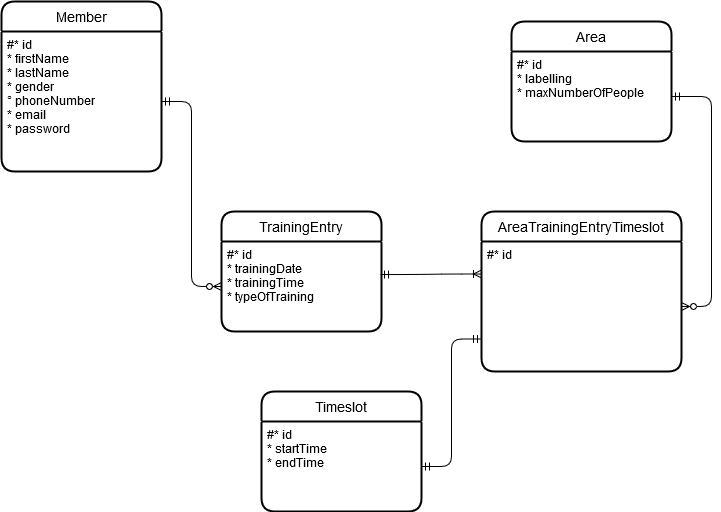 Member
#* id
* firstName
* lastName
* gender
° phoneNumber
* email
* password
Area
#* id
* labelling
* maxNumberOfPeople
TrainingEntry
#* id
* trainingDate
* trainingTime
* typeOfTraining
AreaTrainingEntryTimeslot
#* id
Timeslot
#* id
* startTime
* endTime